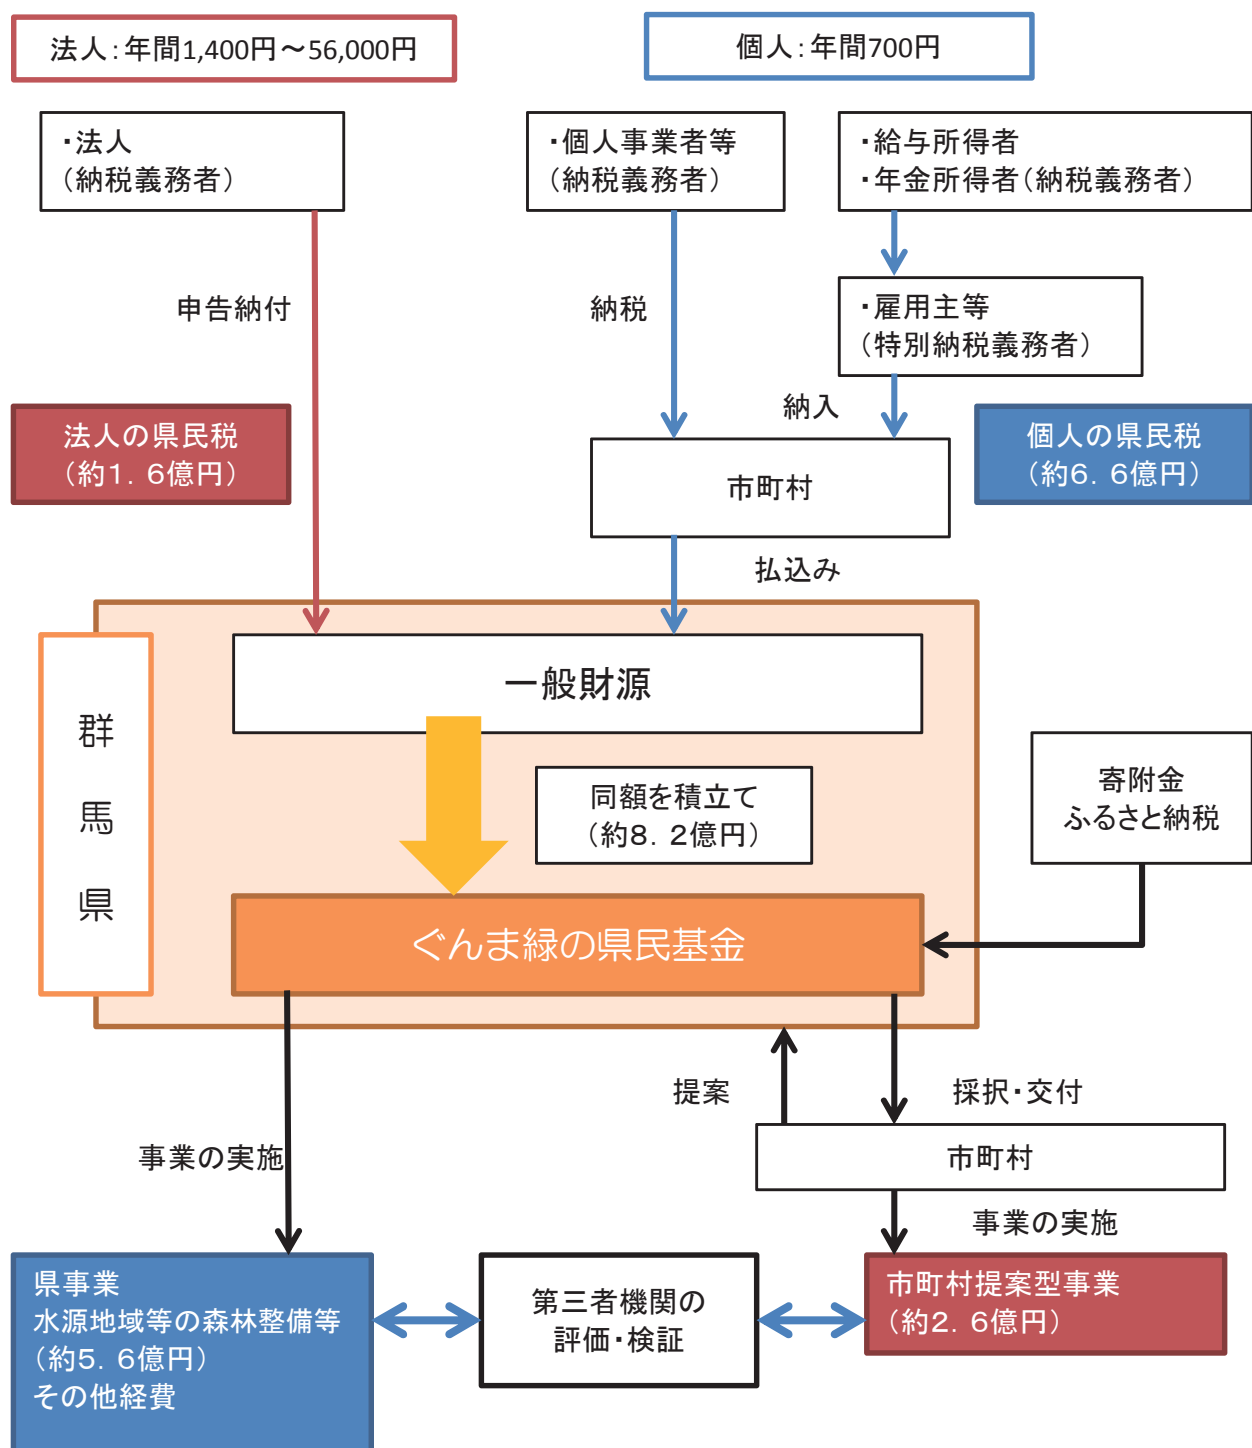 法人：年間1,400円～56,000円
個人：年間700円
・法人
（納税義務者）
・個人事業者等
（納税義務者）
・給与所得者
・年金所得者（納税義務者）
申告納付
納税
・雇用主等
（特別納税義務者）
納入
法人の県民税
（約１．６億円）
個人の県民税
（約６．６億円）
市町村
払込み
群馬県
一般財源
同額を積立て
（約８．２億円）
寄附金
ふるさと納税
ぐんま緑の県民基金
提案
採択・交付
事業の実施
市町村
事業の実施
県事業
水源地域等の森林整備等
（約５．６億円）
その他経費
第三者機関の
評価・検証
市町村提案型事業
（約２．６億円）